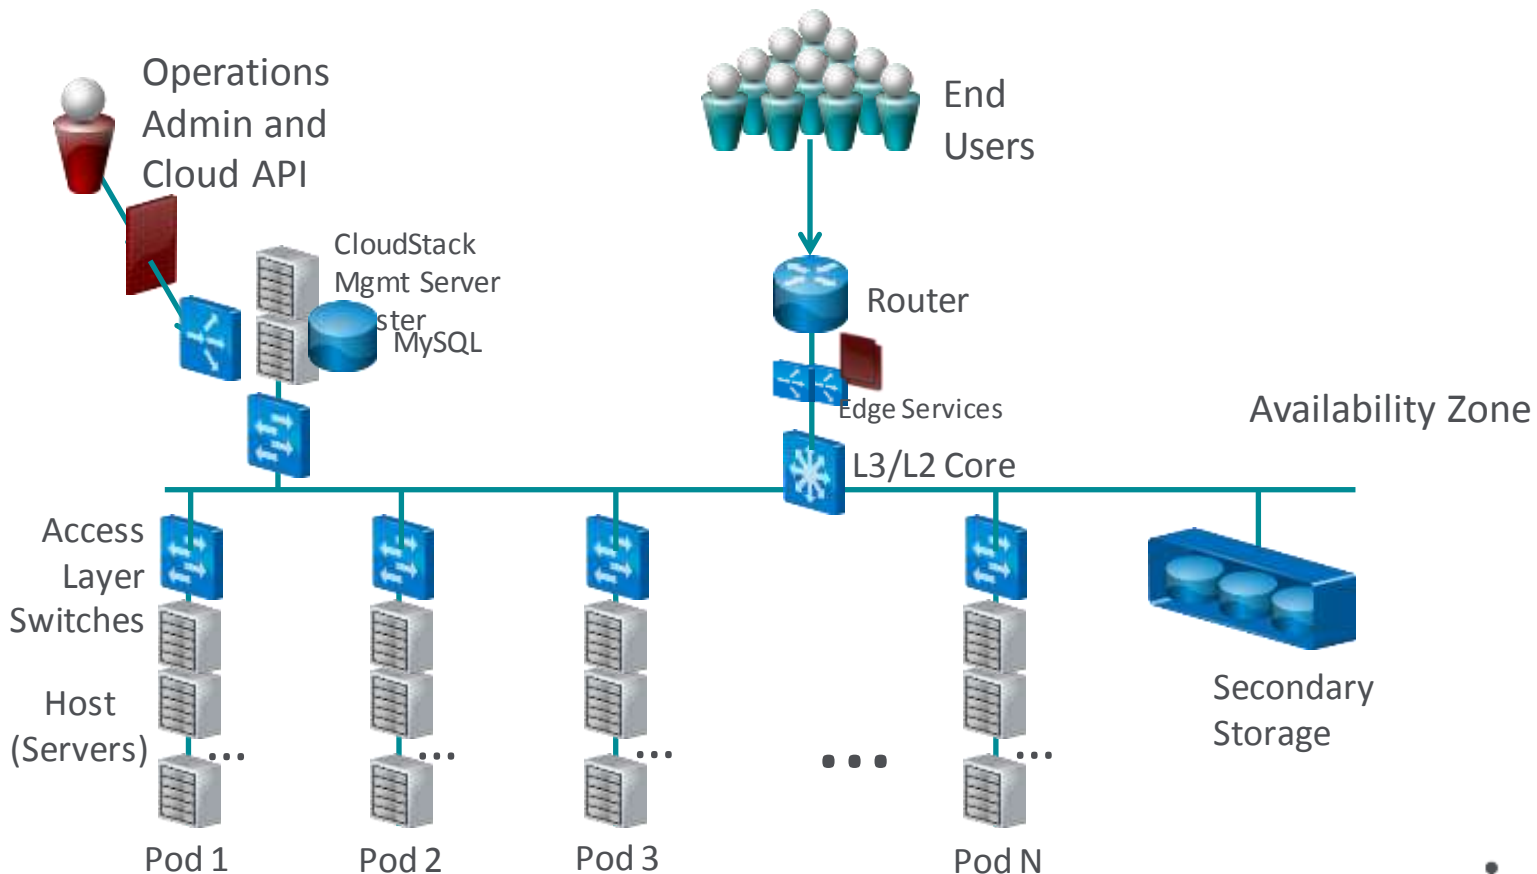 Operations
Admin and
Cloud API
End
Users
CloudStack
Mgmt Server
MySQL
Router
Edge Services
Availability Zone
L3/L2 Core
Access
Layer
Switches
Host
(Servers)
Secondary
Storage
Pod 1
Pod 2
Pod 3
Pod N